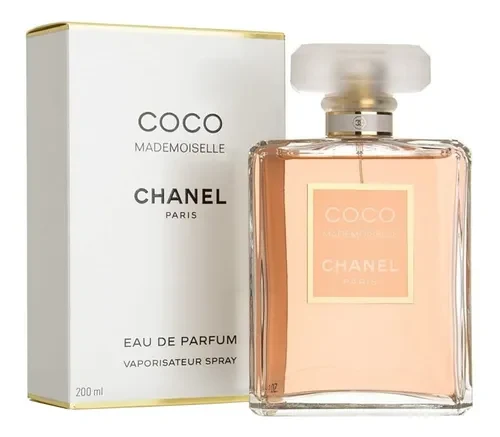 COCO
MADEMOISELLE
CHANEL
PARIS
EAU DE PARFUM
VAPORISATEUR SPRAY
200 ml
COCO
MADEMOISELLE
CHANEL
PARIS